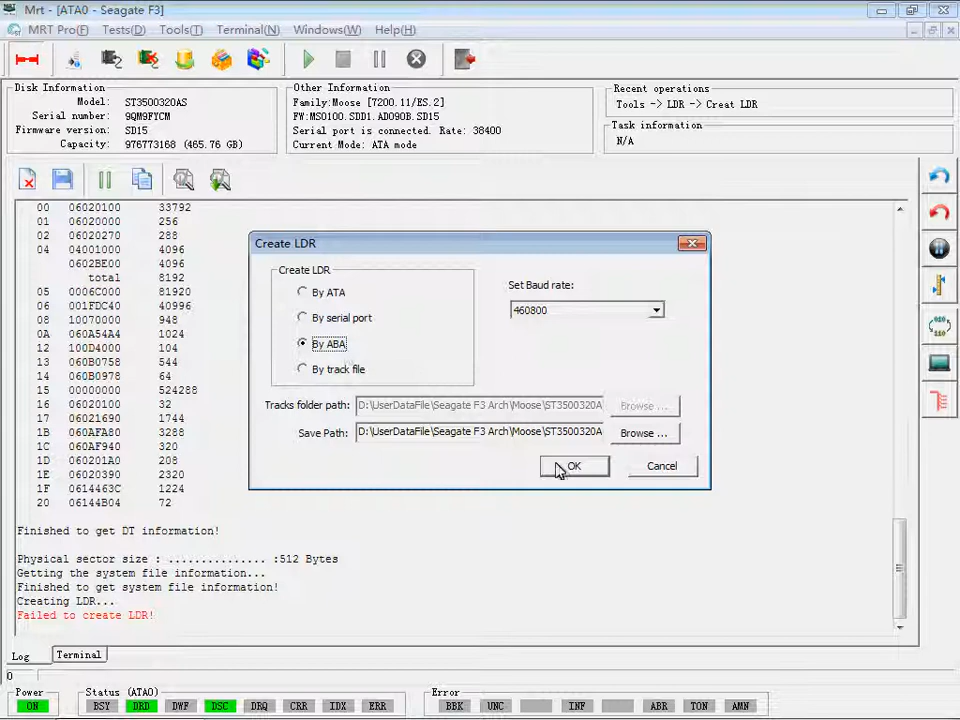 Mrt - [ATA0 - Seagate F3]
MRT Pro(F) Tests(D) Tools(T) Terminal(N) Windows(W) Help(H)
Disk Information
Model: ST3500320AS
Serial number: 9QM9FYCM
Firmware version: SD15
Capacity: 976773168 (465.76 GB)
Other Information
Family:Moose [7200.11/ES.2]
FW:MS0100.SDD1.AD090B.SD15
Serial port is connected. Rate: 38400
Current Mode: ATA mode
Recent operations
Tools -> LDR -> Creat LDR
Task information
N/A
00 06020100 33792
01 06020000 256
02 06020270 288
04 04001000 4096
0602BE00 4096
total 8192
05 0006C000 81920
06 001FDC40 40996
08 10070000 948
0A 060A54A4 1024
12 100D4000 104
13 060B0758 544
14 060B0978 64
15 00000000 524288
16 06020100 32
17 06021690 1744
1B 060AFA80 3288
1C 060AF940 320
1D 060201A0 208
1E 06020390 2320
1F 0614463C 1224
20 06144B04 72
Finished to get DT information!
Physical sector size : ............... :512 Bytes
Getting the system file information...
Finished to get system file information!
Creating LDR...
Failed to create LDR!
Create LDR
Create LDR
By ATA
By serial port
By ABA
By track file
Set Baud rate:
460800
Tracks folder path: D:\UserDataFile\Seagate F3 Arch\Moose\ST3500320A Browse ...
Save Path: D:\UserDataFile\Seagate F3 Arch\Moose\ST3500320A Browse ...
OK Cancel
Log Terminal
0
Power
ON
Status (ATA0)
BSY DRD DWF DSC DRQ CRR IDX ERR
Error
BBK UNC INF ABR TON AMN